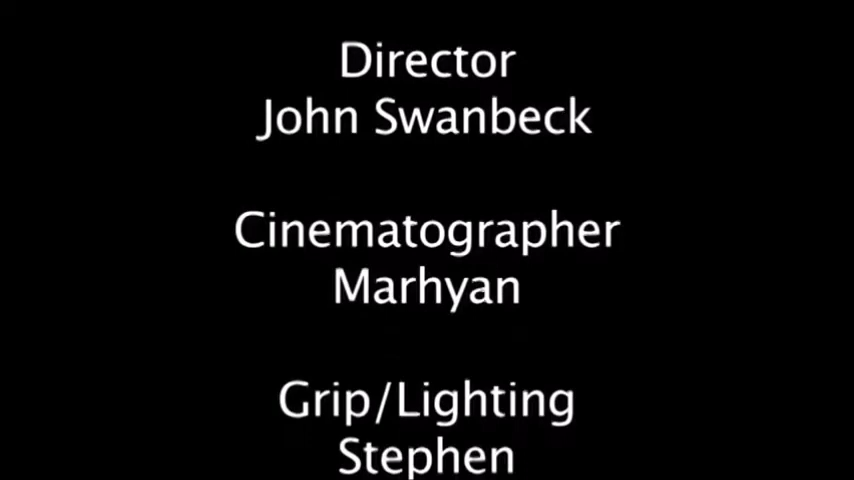 Director
John Swanbeck
Cinematographer
Marhyan
Grip/Lighting
Stephen